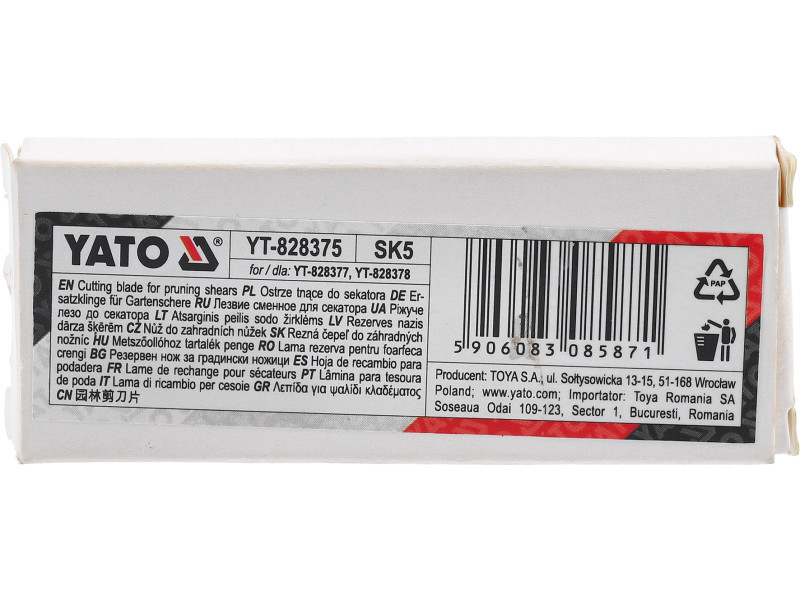 YATO® YT-828375 SK5
for / dla: YT-828377, YT-828378
EN Cutting blade for pruning shears PL Ostrze tnące do sekatora DE Er-
satzklinge für Gartenschere RU Лезвие сменное для секатора UA Ріжуче
лезо до секатора LT Atsarginis peilis sodo žirklėms LV Rezerves nazis
dārza šķērēm CZ Nůž do zahradních nůžek SK Rezná čepeľ do záhradných
nožníc HU Metszőollóhoz tartalék penge RO Lama rezerva pentru foarfeca
crengi BG Резервен нож за градински ножици ES Hoja de recambio para
podadera FR Lame de rechange pour sécateurs PT Lâmina para tesoura
de poda IT Lama di ricambio per cesoie GR Λεπίδα για ψαλίδι κλαδέματος
CN 园林剪刀片
5 906083 085871
PAP
Producent: TOYA S.A., ul. Sołtysowicka 13-15, 51-168 Wrocław
Poland; www.yato.com; Importator: Toya Romania SA
Soseaua Odai 109-123, Sector 1, Bucuresti, Romania